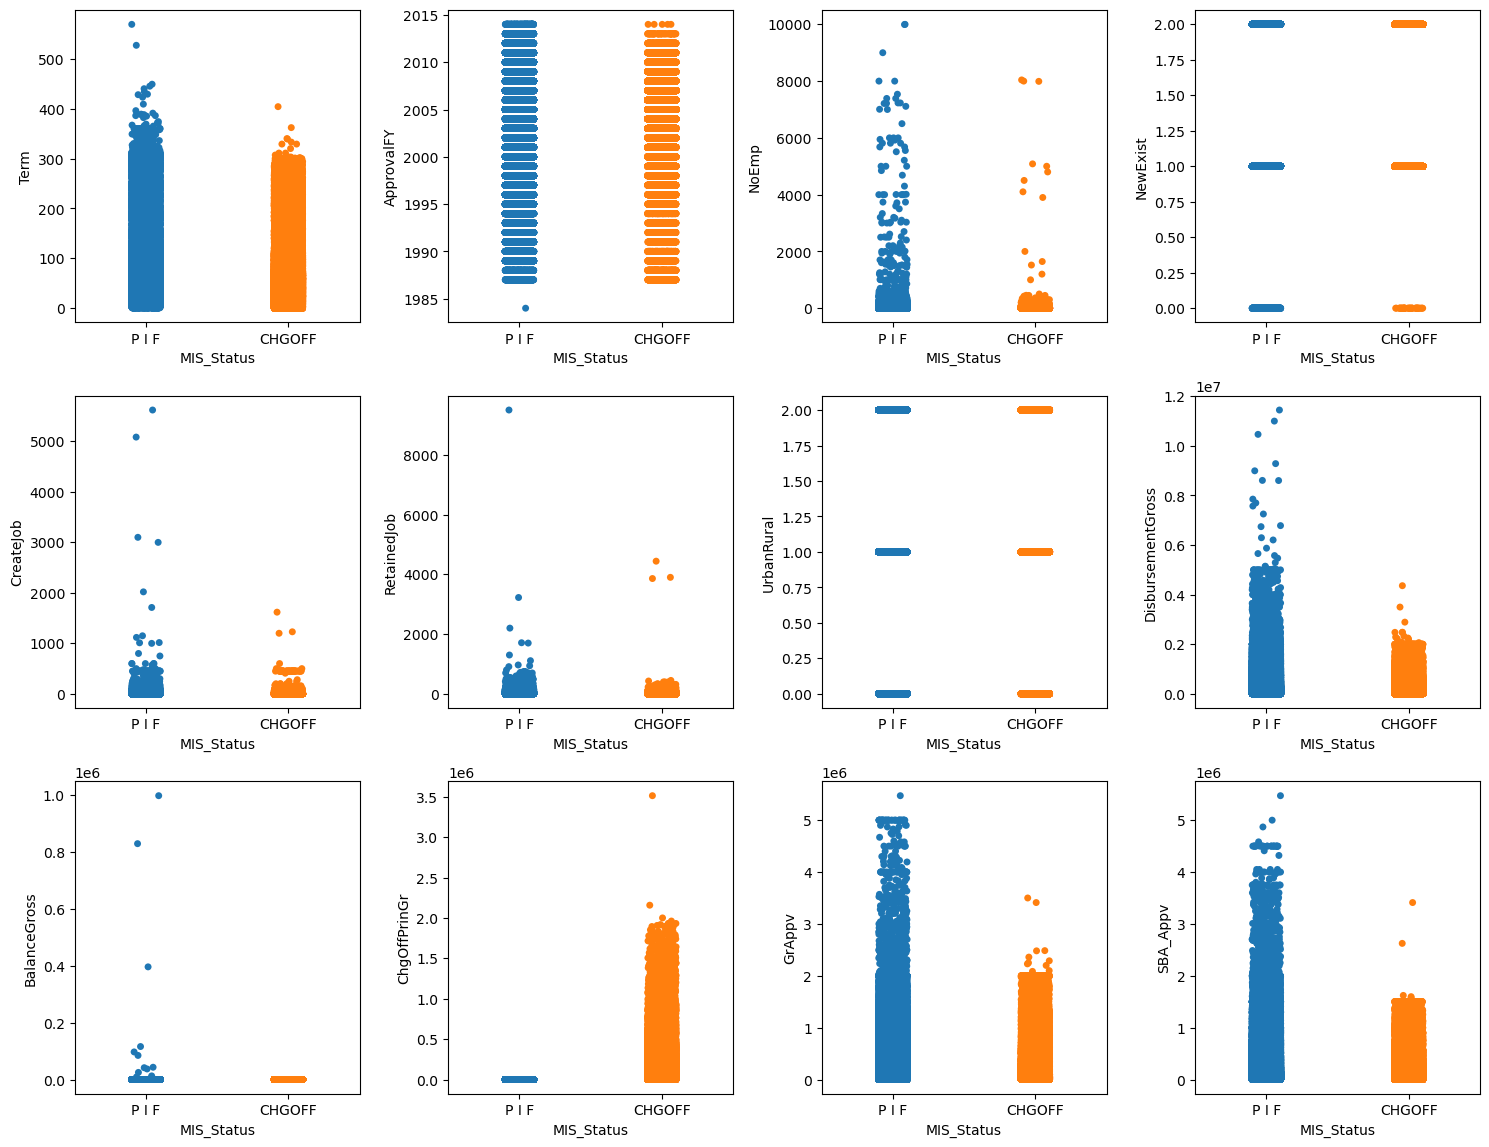 500
400
300
200
100
0
Term
P I F
CHGOFF
MIS_Status
2015
2010
2005
2000
1995
1990
1985
ApprovalFY
P I F
CHGOFF
MIS_Status
10000
8000
6000
4000
2000
0
NoEmp
P I F
CHGOFF
MIS_Status
2.00
1.75
1.50
1.25
1.00
0.75
0.50
0.25
0.00
NewExist
P I F
CHGOFF
MIS_Status
5000
4000
3000
2000
1000
0
CreateJob
P I F
CHGOFF
MIS_Status
8000
6000
4000
2000
0
RetainedJob
P I F
CHGOFF
MIS_Status
2.00
1.75
1.50
1.25
1.00
0.75
0.50
0.25
0.00
UrbanRural
P I F
CHGOFF
MIS_Status
1e7
1.2
1.0
0.8
0.6
0.4
0.2
0.0
DisbursementGross
P I F
CHGOFF
MIS_Status
1e6
1.0
0.8
0.6
0.4
0.2
0.0
BalanceGross
P I F
CHGOFF
MIS_Status
1e6
3.5
3.0
2.5
2.0
1.5
1.0
0.5
0.0
ChgOffPrinGr
P I F
CHGOFF
MIS_Status
1e6
5
4
3
2
1
0
GrAppv
P I F
CHGOFF
MIS_Status
1e6
5
4
3
2
1
0
SBA_Appv
P I F
CHGOFF
MIS_Status